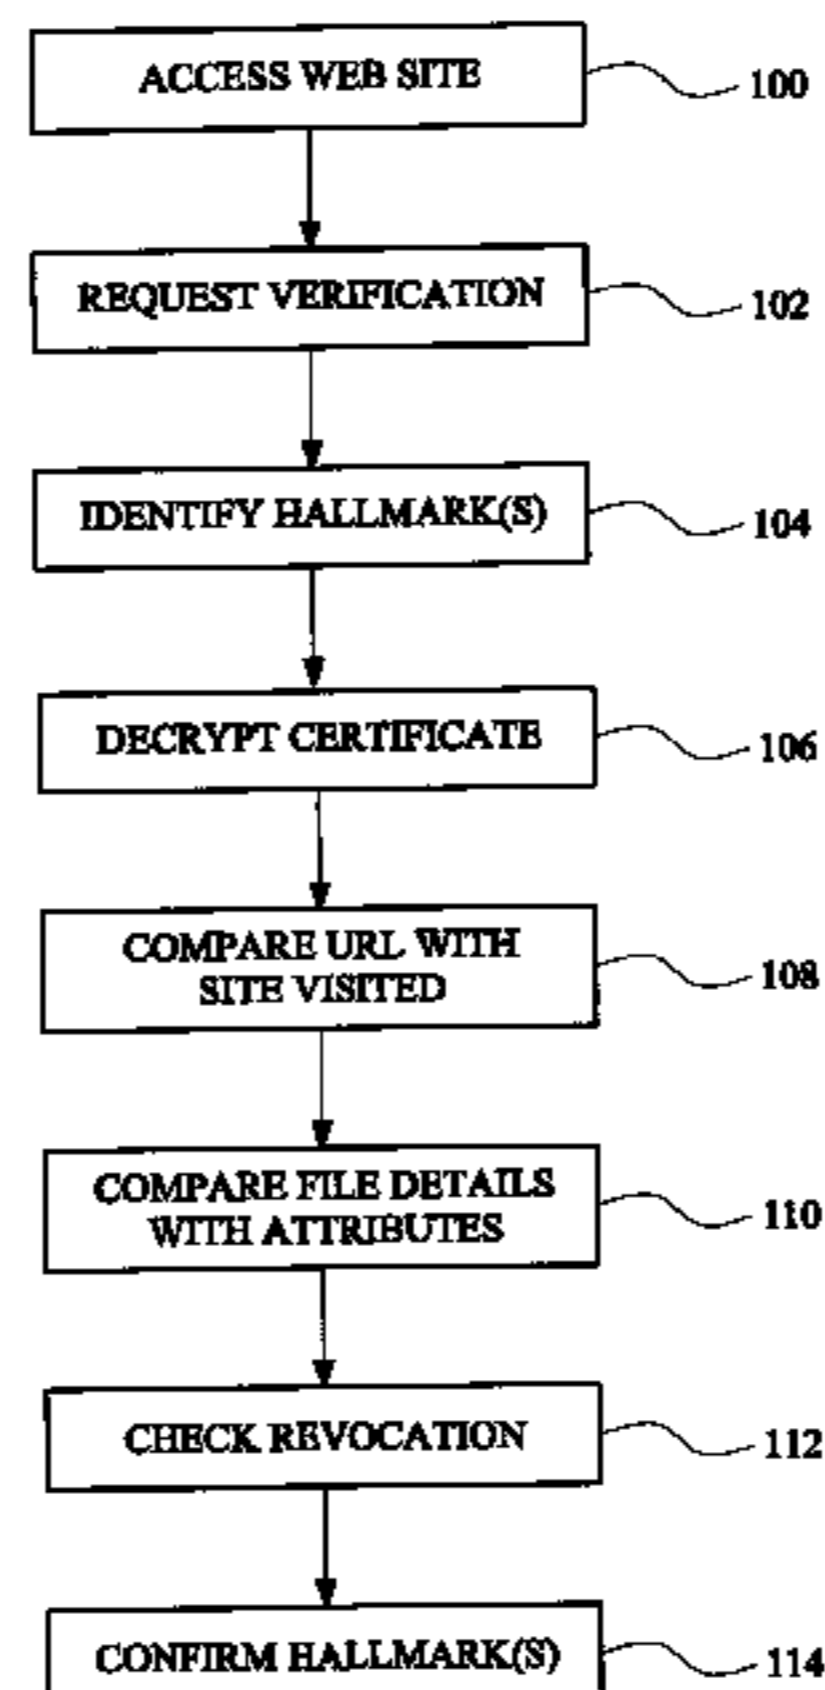 ACCESS WEB SITE
100
REQUEST VERIFICATION
102
IDENTIFY HALLMARK(S)
104
DECRYPT CERTIFICATE
106
COMPARE URL WITH
SITE VISITED
108
COMPARE FILE DETAILS
WITH ATTRIBUTES
110
CHECK REVOCATION
112
CONFIRM HALLMARK(S)
114